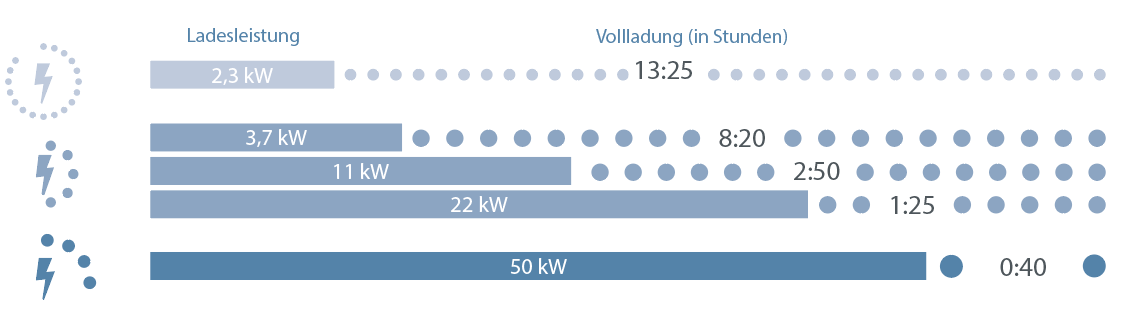 Ladesleistung Vollladung (in Stunden)
2,3 kW 13:25
3,7 kW 8:20
11 kW 2:50
22 kW 1:25
50 kW 0:40